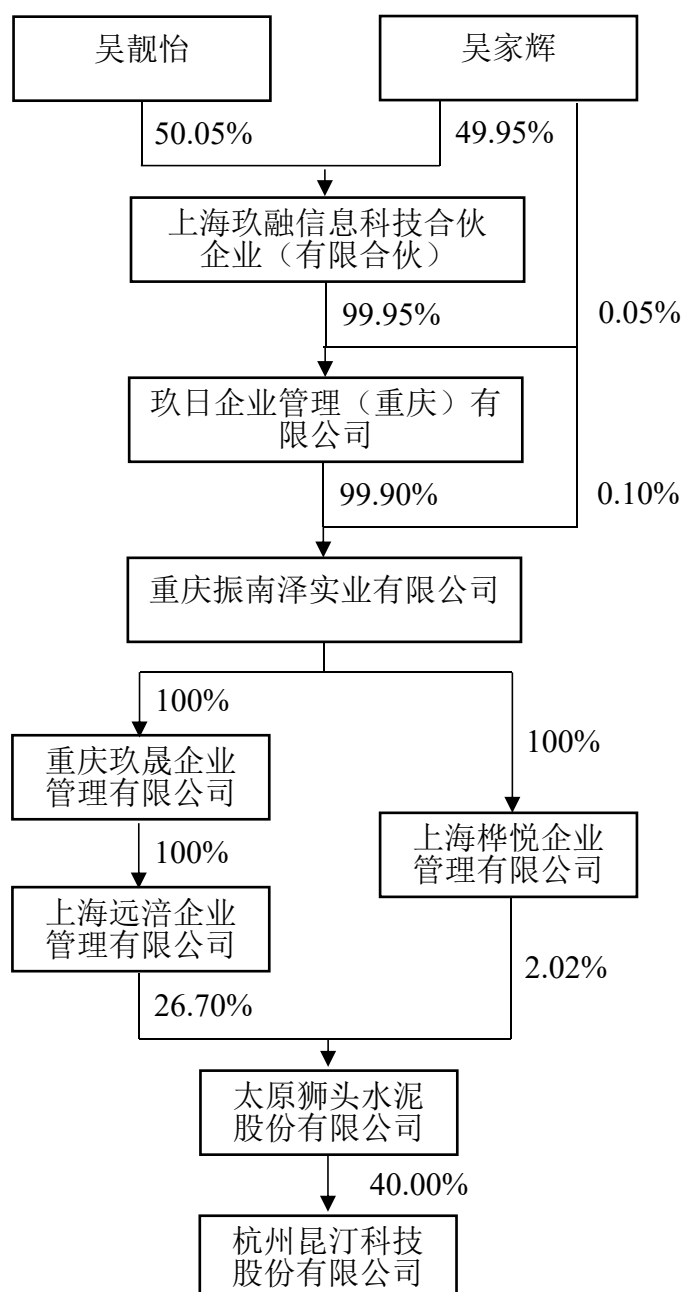 吴靓怡
吴家辉
50.05%
49.95%
上海玖融信息科技合伙
企业（有限合伙）
99.95%
0.05%
玖日企业管理（重庆）有
限公司
99.90%
0.10%
重庆振南泽实业有限公司
100%
重庆玖晟企业
管理有限公司
100%
上海桦悦企业
管理有限公司
100%
上海远涪企业
管理有限公司
26.70%
2.02%
太原狮头水泥
股份有限公司
40.00%
杭州昆汀科技
股份有限公司